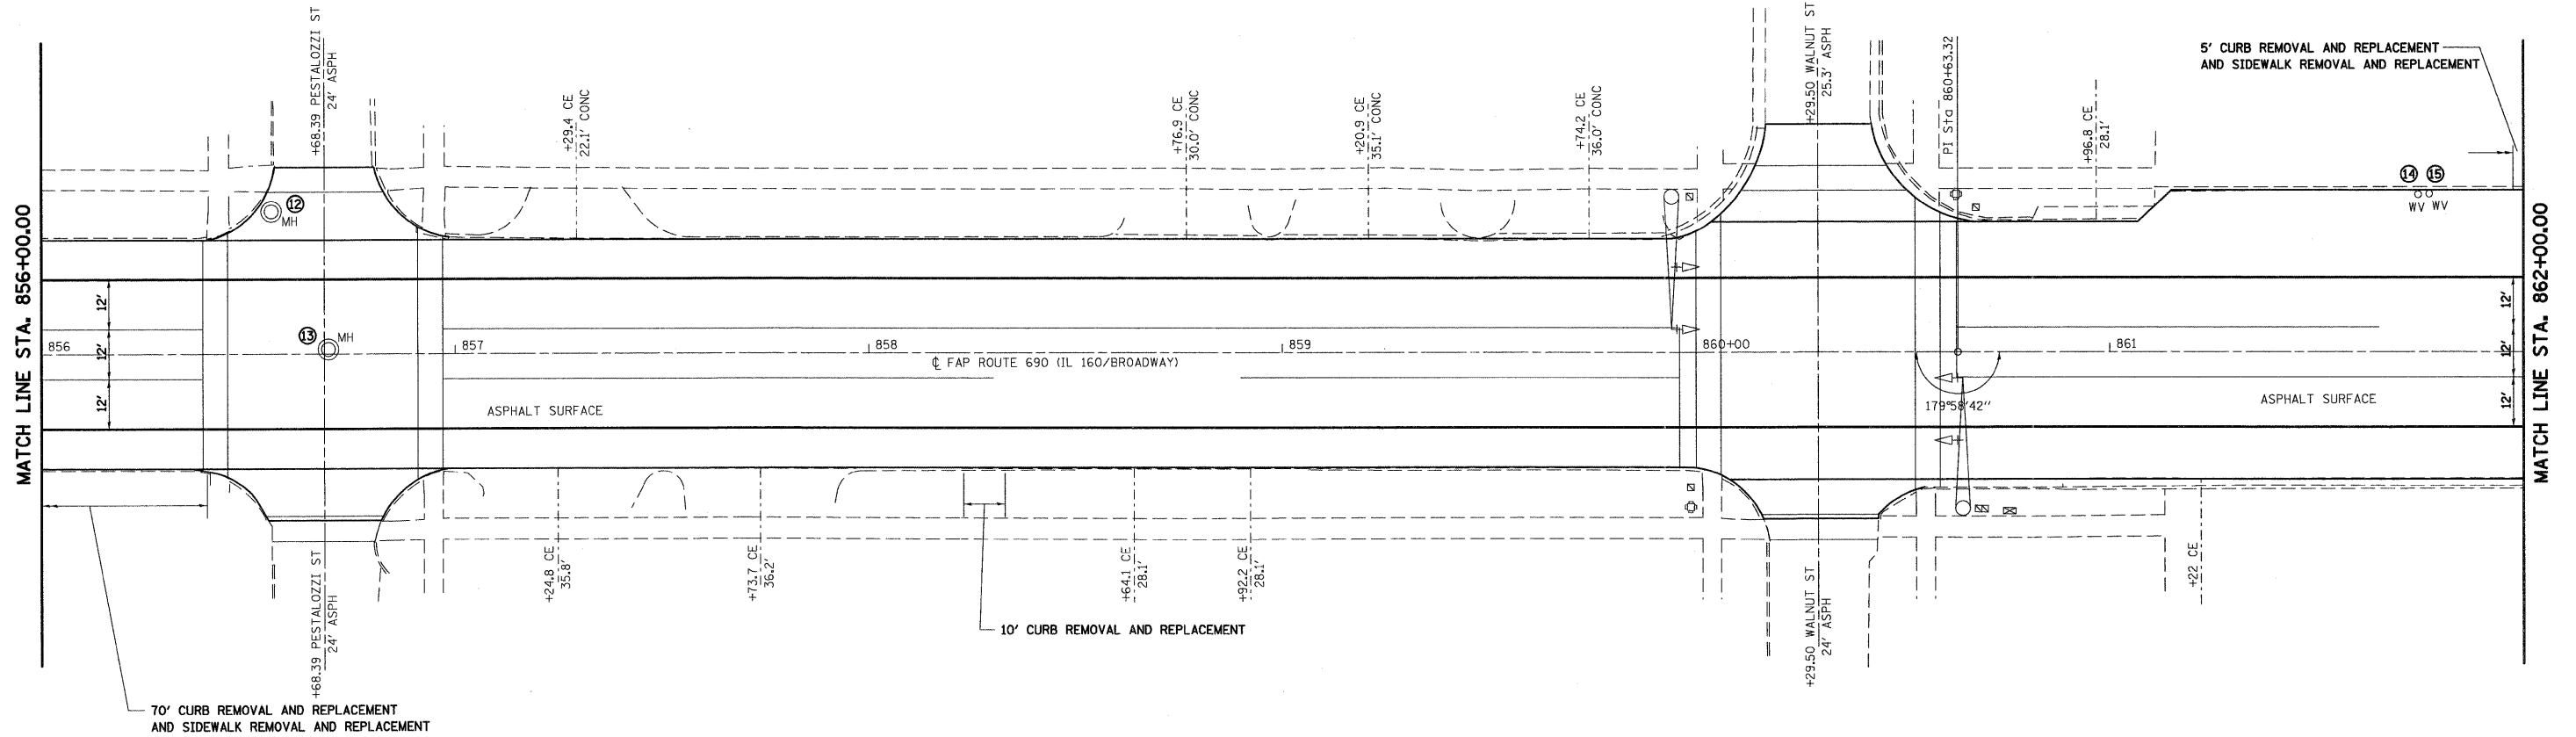 MATCH LINE STA. 856+00.00
+68.39 PESTALOZZI ST
24' ASPH
+29.4 CE
22.1' CONC
+76.9 CE
30.0' CONC
+20.9 CE
35.1' CONC
+74.2 CE
36.0' CONC
+29.50 WALNUT ST
25.3' ASPH
PI Sta 860+63.32
+96.8 CE
28.1'
5' CURB REMOVAL AND REPLACEMENT
AND SIDEWALK REMOVAL AND REPLACEMENT
12
MH
14 15
WV WV
12'
12'
12'
13
MH
856
857
858
859
860+00
861
℄ FAP ROUTE 690 (IL 160/BROADWAY)
ASPHALT SURFACE
179°58'42"
ASPHALT SURFACE
12'
12'
12'
MATCH LINE STA. 862+00.00
+68.39 PESTALOZZI ST
24' ASPH
+24.8 CE
35.8'
+73.7 CE
36.2'
+64.1 CE
28.1'
+92.2 CE
28.1'
+29.50 WALNUT ST
24' ASPH
+22 CE
10' CURB REMOVAL AND REPLACEMENT
70' CURB REMOVAL AND REPLACEMENT
AND SIDEWALK REMOVAL AND REPLACEMENT